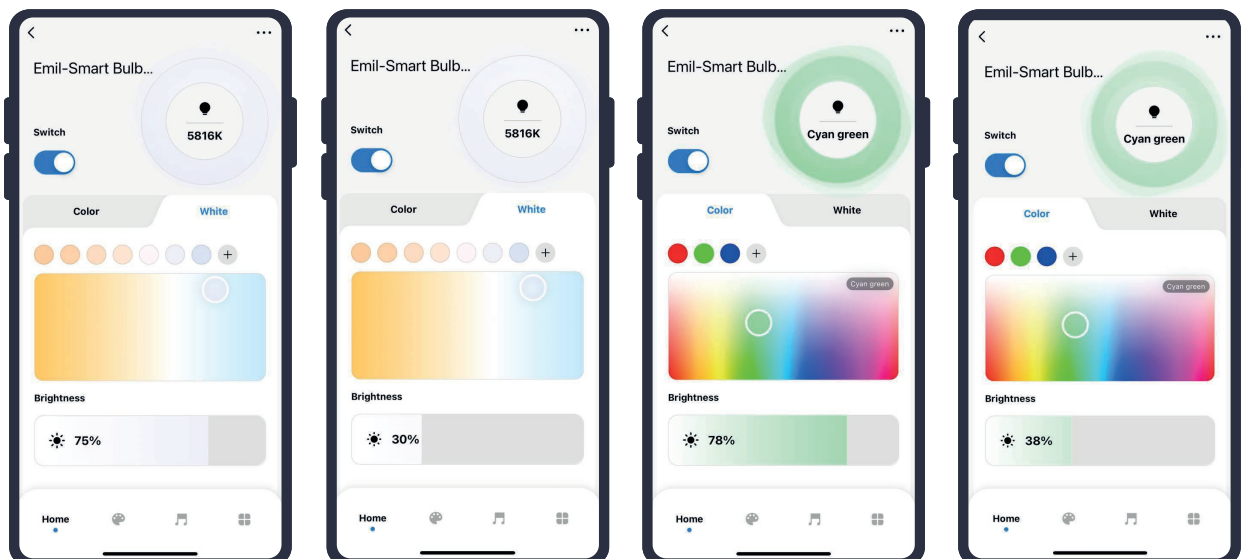 Emil-Smart Bulb...
5816K
Switch
Color
White
Brightness
75%
Home
Emil-Smart Bulb...
5816K
Switch
Color
White
Brightness
30%
Home
Emil-Smart Bulb...
Cyan green
Switch
Color
White
Cyan green
Brightness
78%
Home
Emil-Smart Bulb...
Cyan green
Switch
Color
White
Cyan green
Brightness
38%
Home